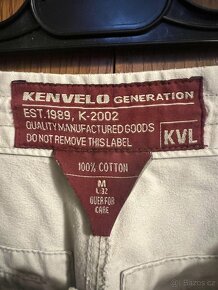 KENVELO GENERATION
EST.1989, K-2002
QUALITY MANUFACTURED GOODS
DO NOT REMOVE THIS LABEL
KVL
100% COTTON
M
L.32
OVER FOR
CARE
Bazos.cz